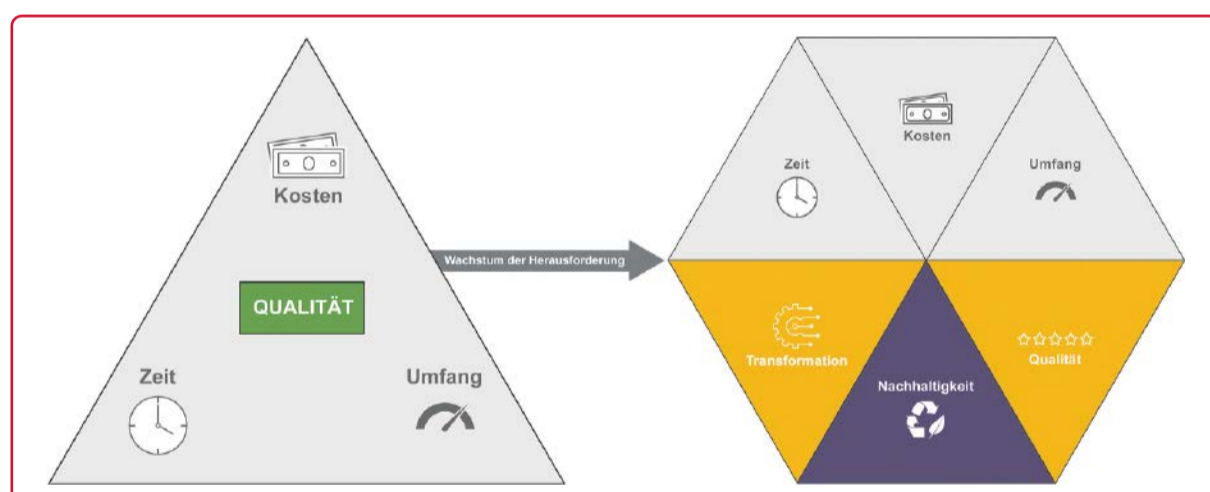 Kosten
QUALITÄT
Zeit
Umfang
Wachstum der Herausforderung
Kosten
Zeit
Umfang
Transformation
Qualität
Nachhaltigkeit